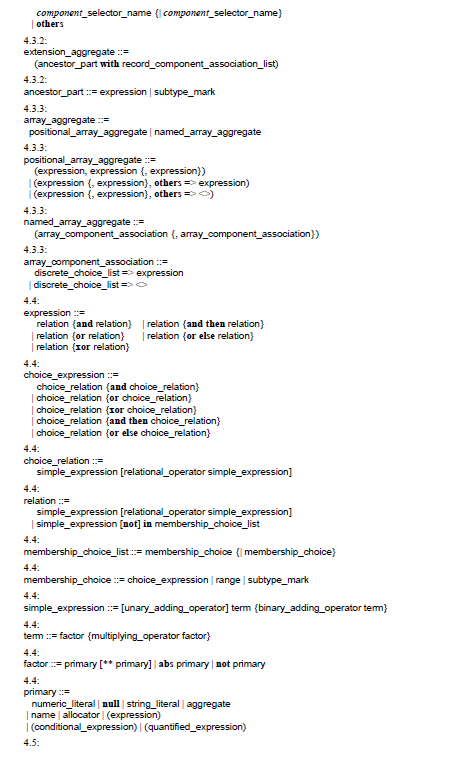 component_selector_name {| component_selector_name}
| others
4.3.2:
extension_aggregate ::=
(ancestor_part with record_component_association_list)
4.3.2:
ancestor_part ::= expression | subtype_mark
4.3.3:
array_aggregate ::=
positional_array_aggregate | named_array_aggregate
4.3.3:
positional_array_aggregate ::=
(expression, expression {, expression})
| (expression {, expression}, others => expression)
| (expression {, expression}, others => <>)
4.3.3:
named_array_aggregate ::=
(array_component_association {, array_component_association})
4.3.3:
array_component_association ::=
discrete_choice_list => expression
| discrete_choice_list => <>
4.4:
expression ::=
relation {and relation} | relation {and then relation}
| relation {or relation} | relation {or else relation}
| relation {xor relation}
4.4:
choice_expression ::=
choice_relation {and choice_relation}
| choice_relation {or choice_relation}
| choice_relation {xor choice_relation}
| choice_relation {and then choice_relation}
| choice_relation {or else choice_relation}
4.4:
choice_relation ::=
simple_expression [relational_operator simple_expression]
4.4:
relation ::=
simple_expression [relational_operator simple_expression]
| simple_expression [not] in membership_choice_list
4.4:
membership_choice_list ::= membership_choice {| membership_choice}
4.4:
membership_choice ::= choice_expression | range | subtype_mark
4.4:
simple_expression ::= [unary_adding_operator] term {binary_adding_operator term}
4.4:
term ::= factor {multiplying_operator factor}
4.4:
factor ::= primary [** primary] | abs primary | not primary
4.4:
primary ::=
numeric_literal | null | string_literal | aggregate
| name | allocator | (expression)
| (conditional_expression) | (quantified_expression)
4.5: